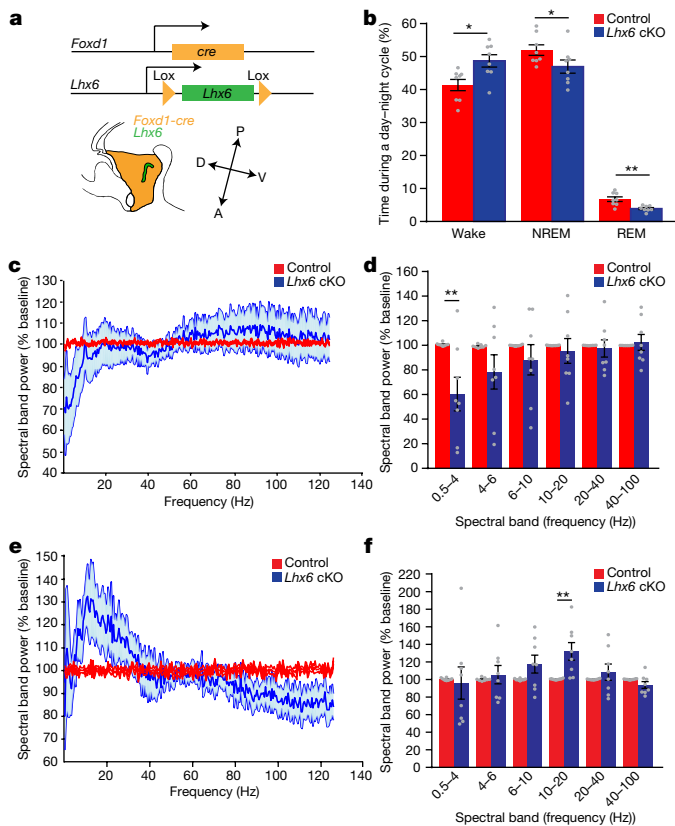 a
Foxd1
cre
Lox
Lox
Lhx6
Lhx6
Foxd1-cre
Lhx6
P
D
V
A
b
Control
Lhx6 cKO
Time during a day–night cycle (%)
60
50
40
30
20
10
0
*
*
**
Wake
NREM
REM
c
Control
Lhx6 cKO
Spectral band power (% baseline)
130
120
110
100
90
80
70
60
50
40
20
40
60
80
100
120
140
Frequency (Hz)
d
Control
Lhx6 cKO
Spectral band power (% baseline)
160
140
120
100
80
60
40
20
0
**
0.5–4
4–6
6–10
10–20
20–40
40–100
Spectral band (frequency (Hz))
e
Control
Lhx6 cKO
Spectral band power (% baseline)
150
140
130
120
110
100
90
80
70
60
20
40
60
80
100
120
140
Frequency (Hz)
f
Control
Lhx6 cKO
Spectral band power (% baseline)
220
200
180
160
140
120
100
80
60
40
20
0
**
0.5–4
4–6
6–10
10–20
20–40
40–100
Spectral band (frequency (Hz))